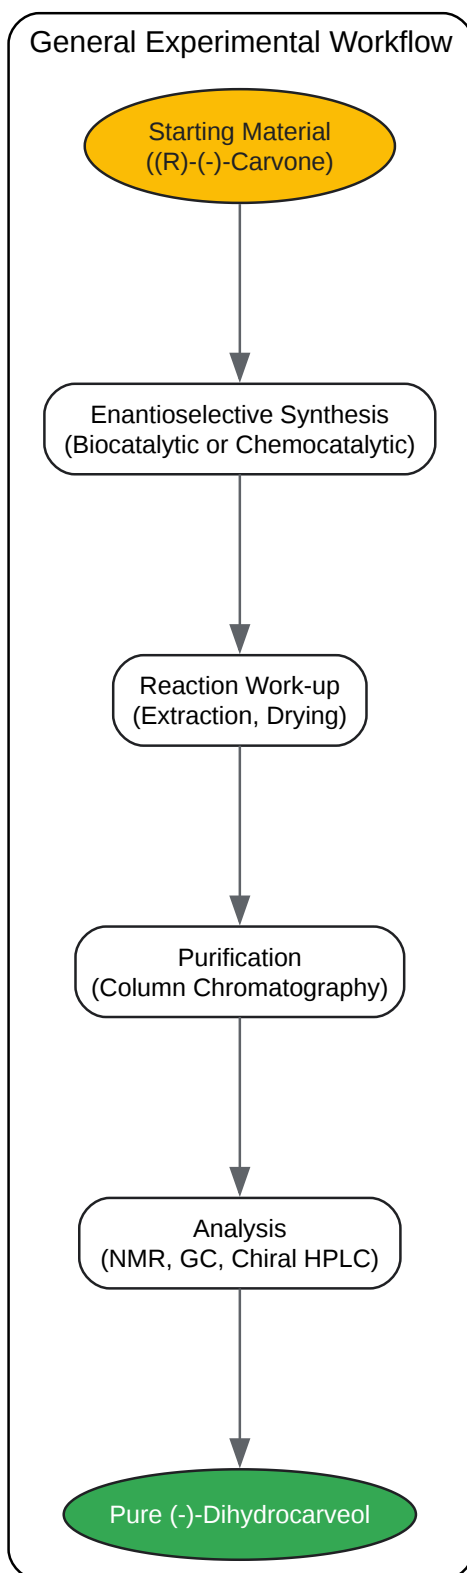 General Experimental Workflow
Starting Material
((R)-(-)-Carvone)
Enantioselective Synthesis
(Biocatalytic or Chemocatalytic)
Reaction Work-up
(Extraction, Drying)
Purification
(Column Chromatography)
Analysis
(NMR, GC, Chiral HPLC)
Pure (-)-Dihydrocarveol